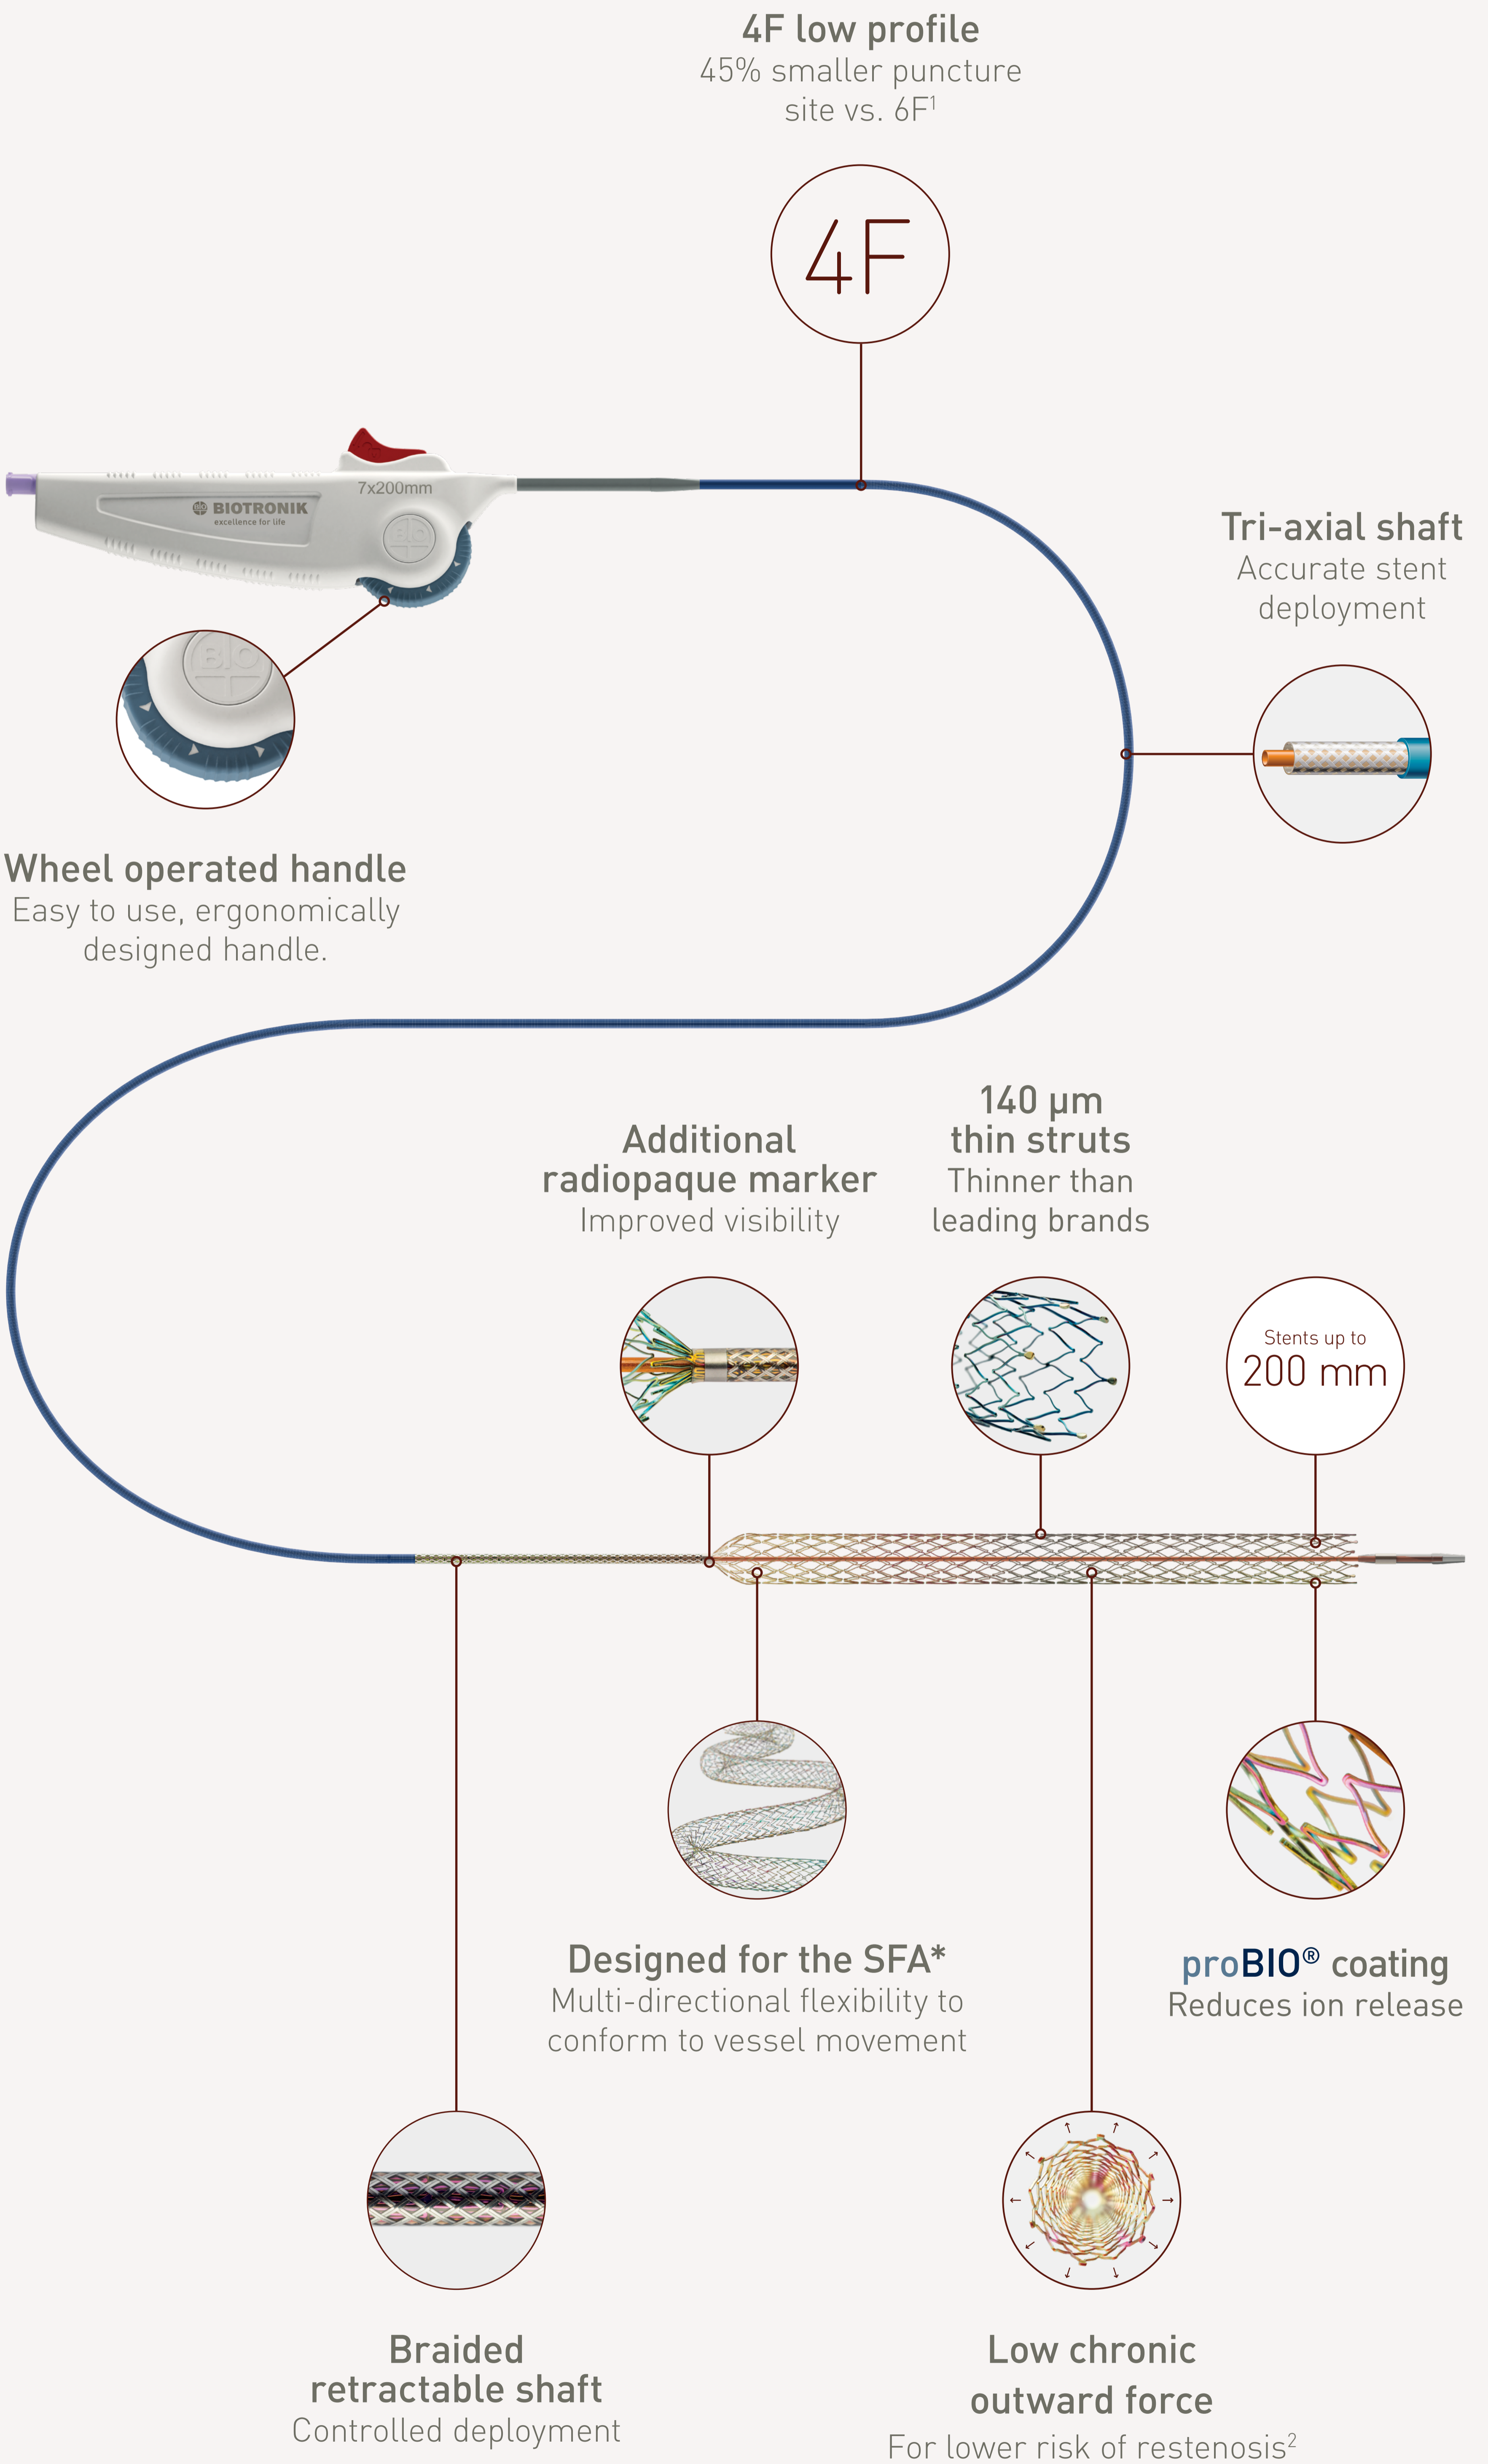 4F low profile
45% smaller puncture
site vs. 6F¹
4F
7x200mm
BIO BIOTRONIK
excellence for life
BIO
Tri-axial shaft
Accurate stent
deployment
BIO
Wheel operated handle
Easy to use, ergonomically
designed handle.
Additional
radiopaque marker
Improved visibility
140 µm
thin struts
Thinner than
leading brands
Stents up to
200 mm
Designed for the SFA*
Multi-directional flexibility to
conform to vessel movement
proBIO® coating
Reduces ion release
Braided
retractable shaft
Controlled deployment
Low chronic
outward force
For lower risk of restenosis²